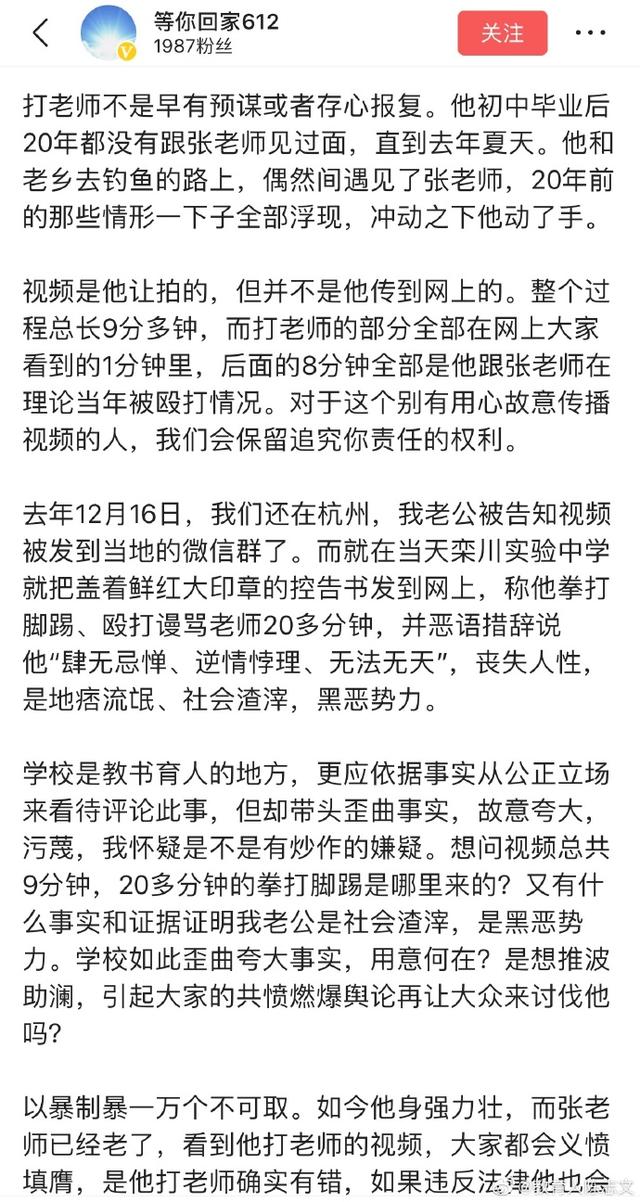 等你回家612
1987粉丝
关注
打老师不是早有预谋或者存心报复。他初中毕业后
20年都没有跟张老师见过面，直到去年夏天。他和
老乡去钓鱼的路上，偶然间遇见了张老师，20年前
的那些情形一下子全部浮现，冲动之下他动了手。
视频是他让拍的，但并不是他传到网上的。整个过
程总长9分多钟，而打老师的部分全部在网上大家
看到的1分钟里，后面的8分钟全部是他跟张老师在
理论当年被殴打情况。对于这个别有用心故意传播
视频的人，我们会保留追究你责任的权利。
去年12月16日，我们还在杭州，我老公被告知视频
被发到当地的微信群了。而就在当天栾川实验中学
就把盖着鲜红大印章的控告书发到网上，称他拳打
脚踢、殴打谩骂老师20多分钟，并恶语措辞说
他“肆无忌惮、逆情悖理、无法无天”，丧失人性，
是地痞流氓、社会渣滓，黑恶势力。
学校是教书育人的地方，更应依据事实从公正立场
来看待评论此事，但却带头歪曲事实，故意夸大，
污蔑，我怀疑是不是有炒作的嫌疑。想问视频总共
9分钟，20多分钟的拳打脚踢是哪里来的？又有什
么事实和证据证明我老公是社会渣滓，是黑恶势
力。学校如此歪曲夸大事实，用意何在？是想推波
助澜，引起大家的共愤燃爆舆论再让大众来讨伐他
吗？
以暴制暴一万个不可取。如今他身强力壮，而张老
师已经老了，看到他打老师的视频，大家都会义愤
填膺，是他打老师确实有错，如果违反法律他也会